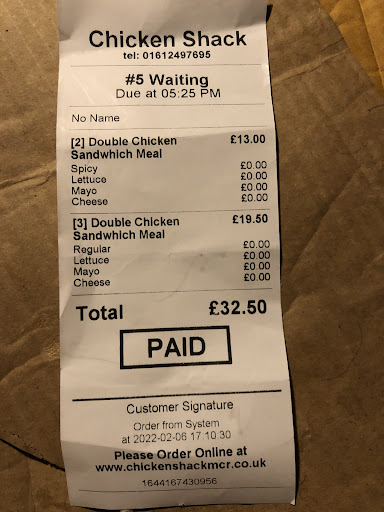 Chicken Shack
tel: 01612497695
#5 Waiting
Due at 05:25 PM
No Name
[2] Double Chicken £13.00
Sandwhich Meal
Spicy £0.00
Lettuce £0.00
Mayo £0.00
Cheese £0.00
[3] Double Chicken £19.50
Sandwhich Meal
Regular £0.00
Lettuce £0.00
Mayo £0.00
Cheese £0.00
Total £32.50
PAID
Customer Signature
Order from System
at 2022-02-06 17:10:30
Please Order Online at
www.chickenshackmcr.co.uk
1644167430956